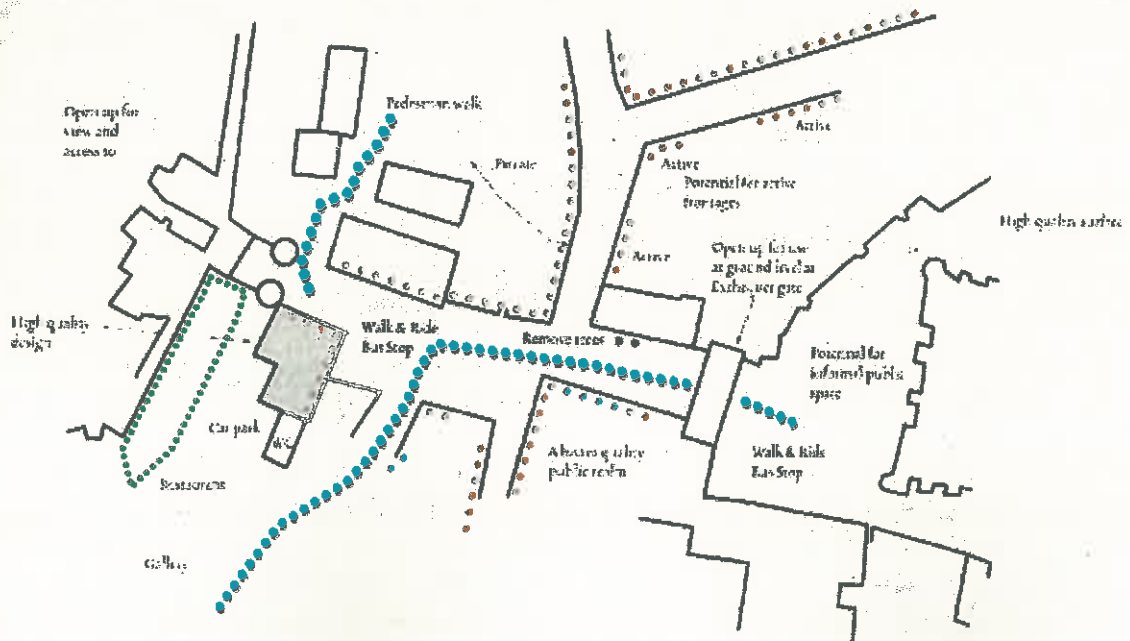 Open up for
view and
access to
Pedestrian walk
Private
Active
Active
Potential for active
frontages
High quality surface
Active
Open up for use
at ground level at
Exchequer gate
High quality
design
Walk & Ride
Bus Stop
Remove trees
Potential for
informal public
space
Car park
WC
A better quality
public realm
Walk & Ride
Bus Stop
Restaurants
Gallery